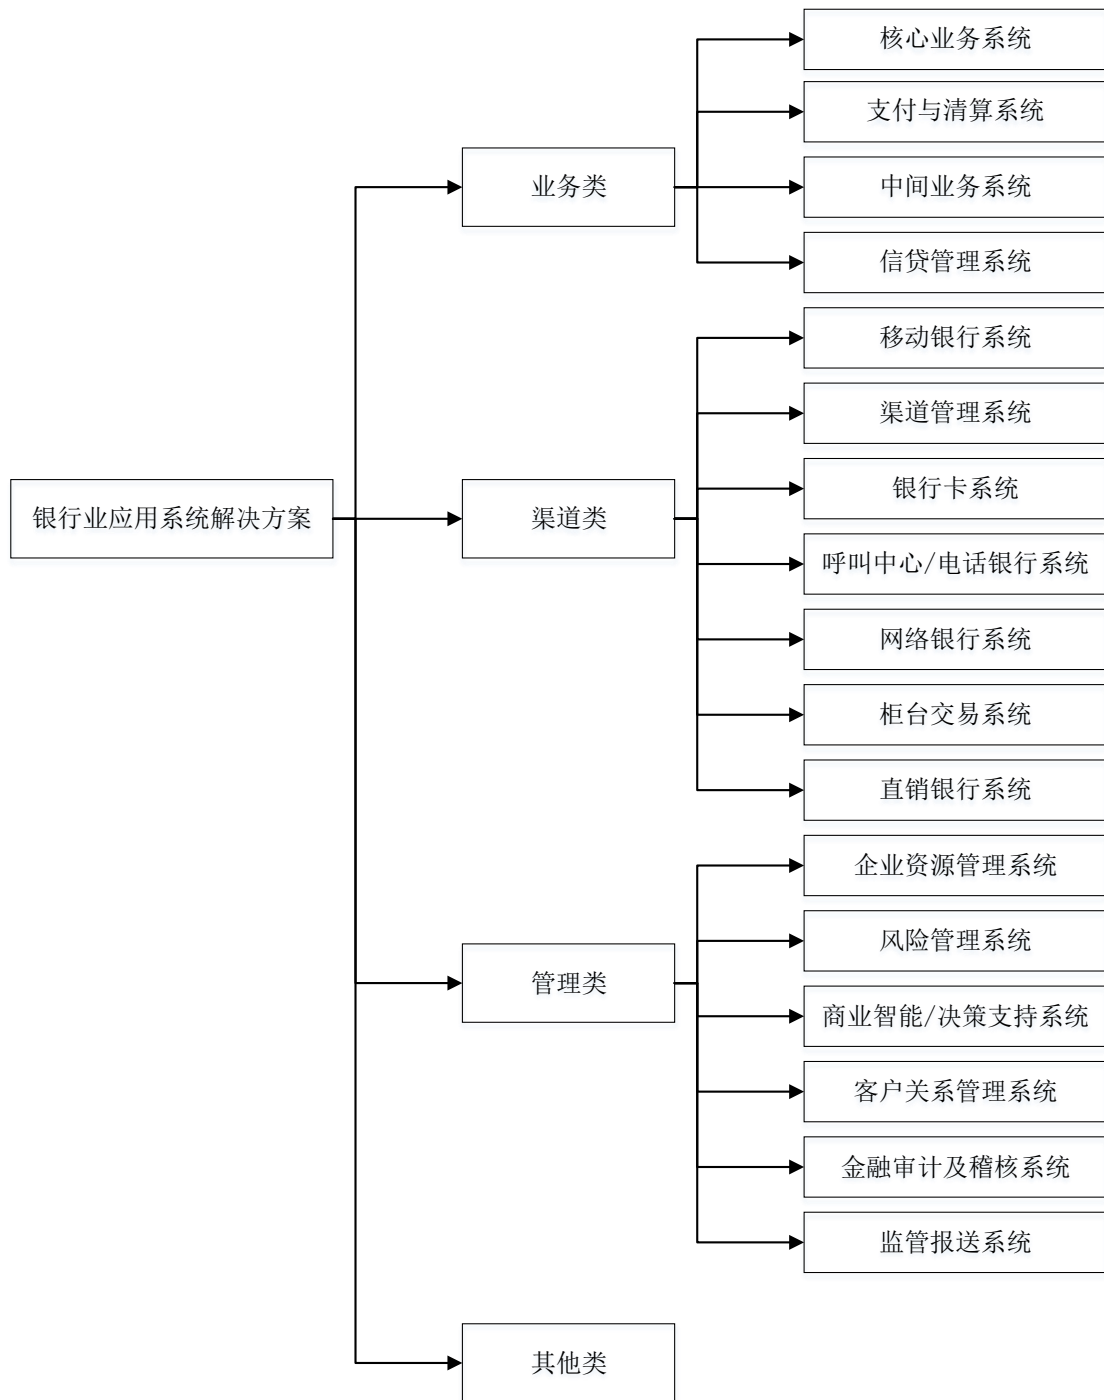 银行业应用系统解决方案
业务类
核心业务系统
支付与清算系统
中间业务系统
信贷管理系统
渠道类
移动银行系统
渠道管理系统
银行卡系统
呼叫中心/电话银行系统
网络银行系统
柜台交易系统
直销银行系统
管理类
企业资源管理系统
风险管理系统
商业智能/决策支持系统
客户关系管理系统
金融审计及稽核系统
监管报送系统
其他类